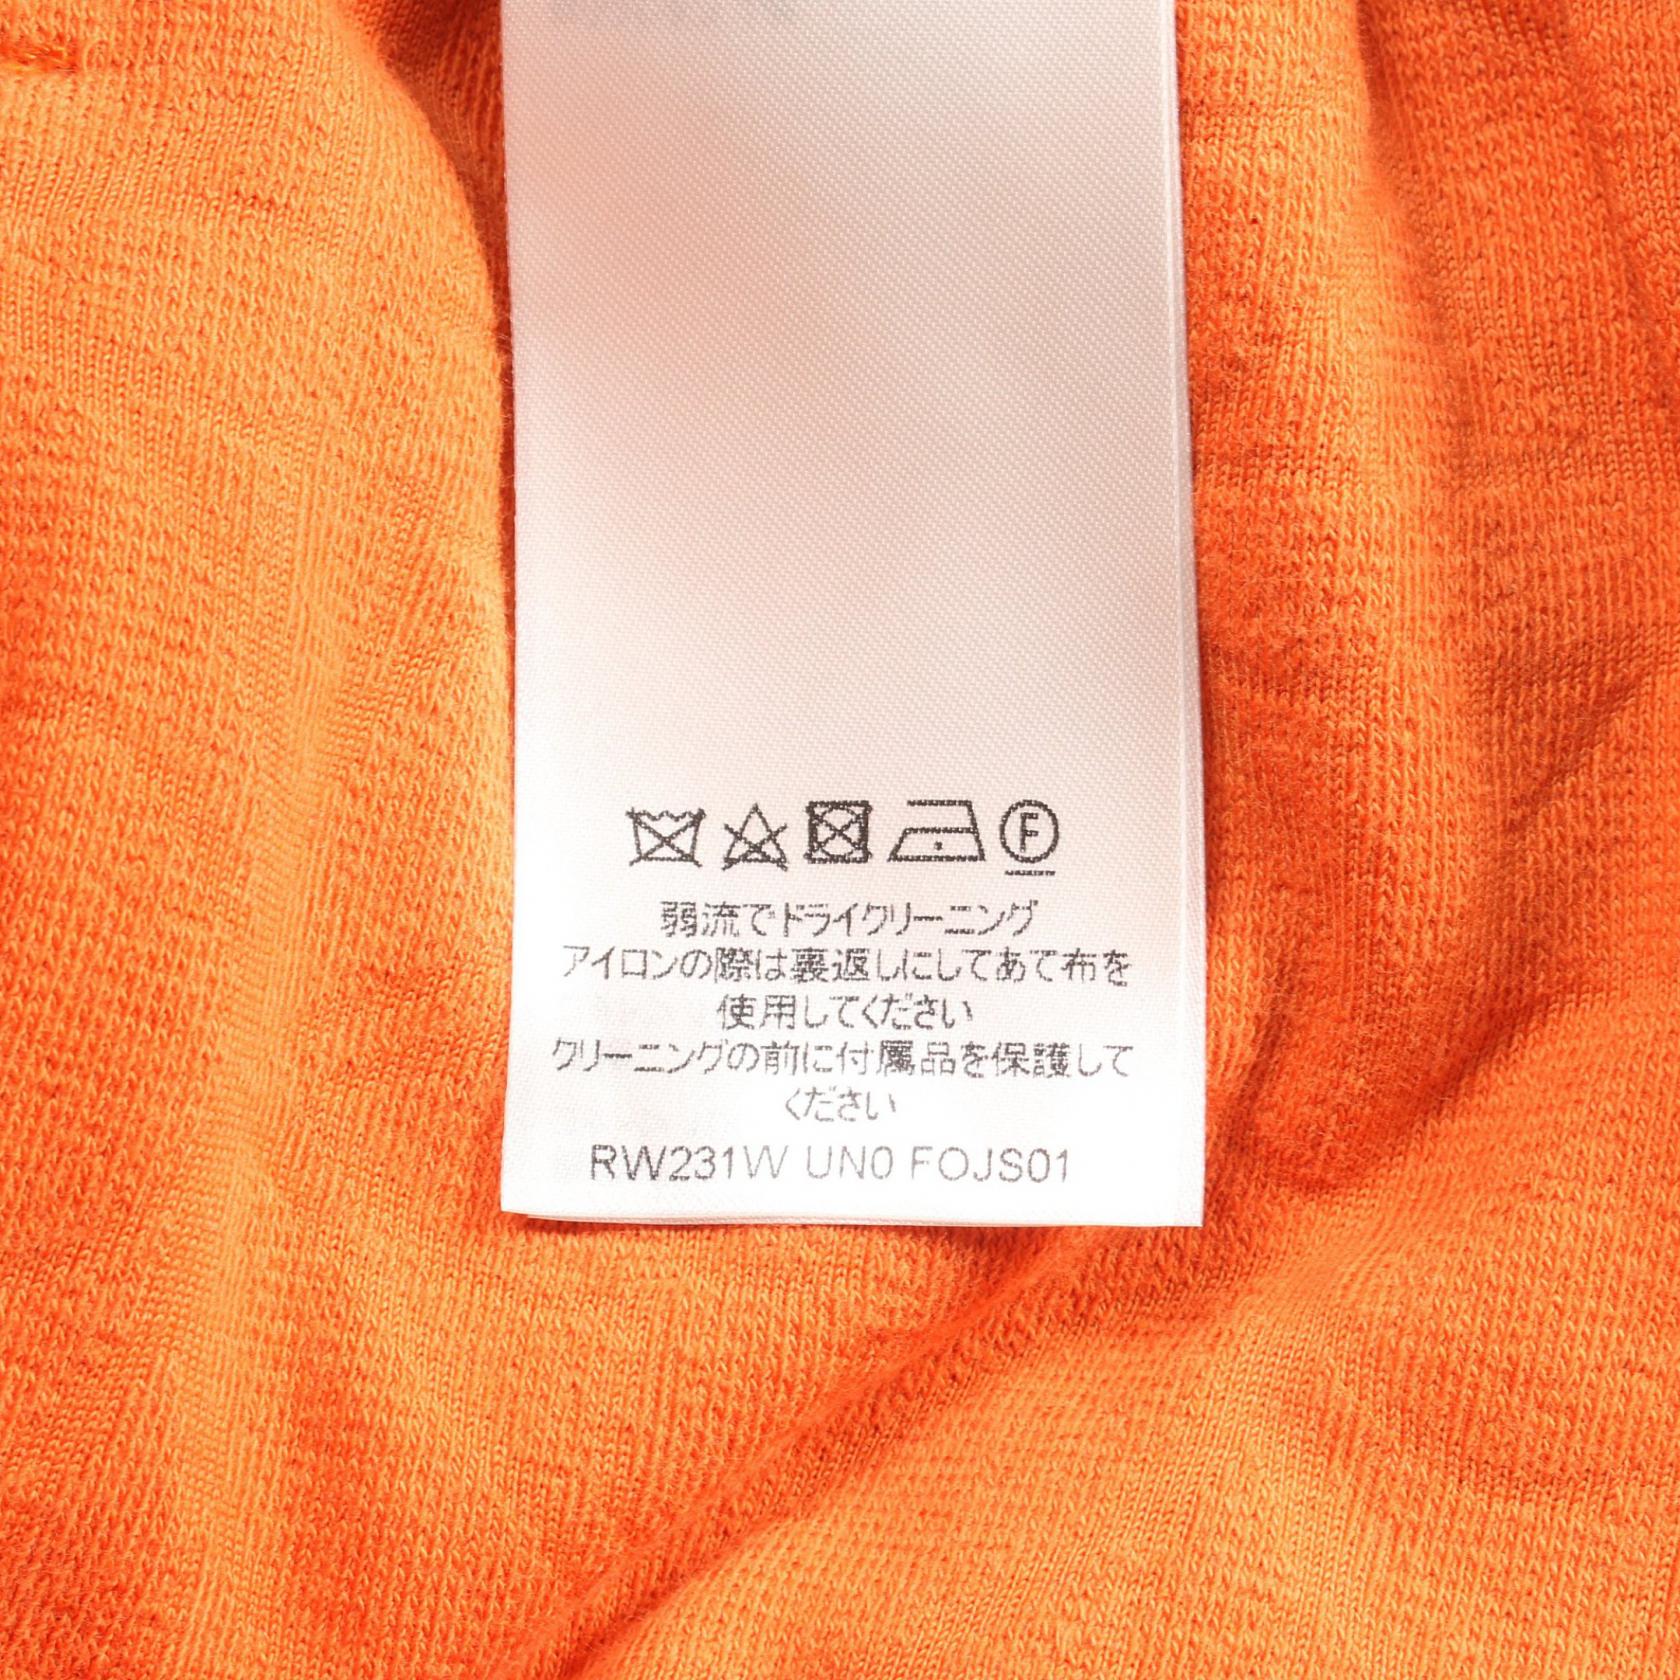 F
弱流でドライクリーニング
アイロンの際は裏返しにしてあて布を
使用してください
クリーニングの前に付属品を保護して
ください
RW231W UN0 FOJS01